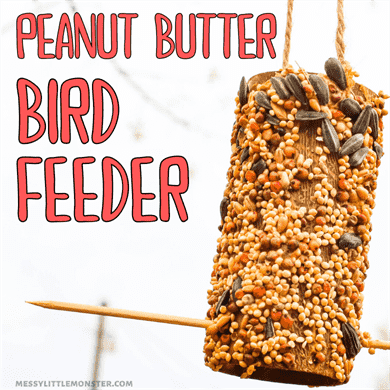 PEANUT BUTTER
BIRD
FEEDER
MESSYLITTLEMONSTER.COM